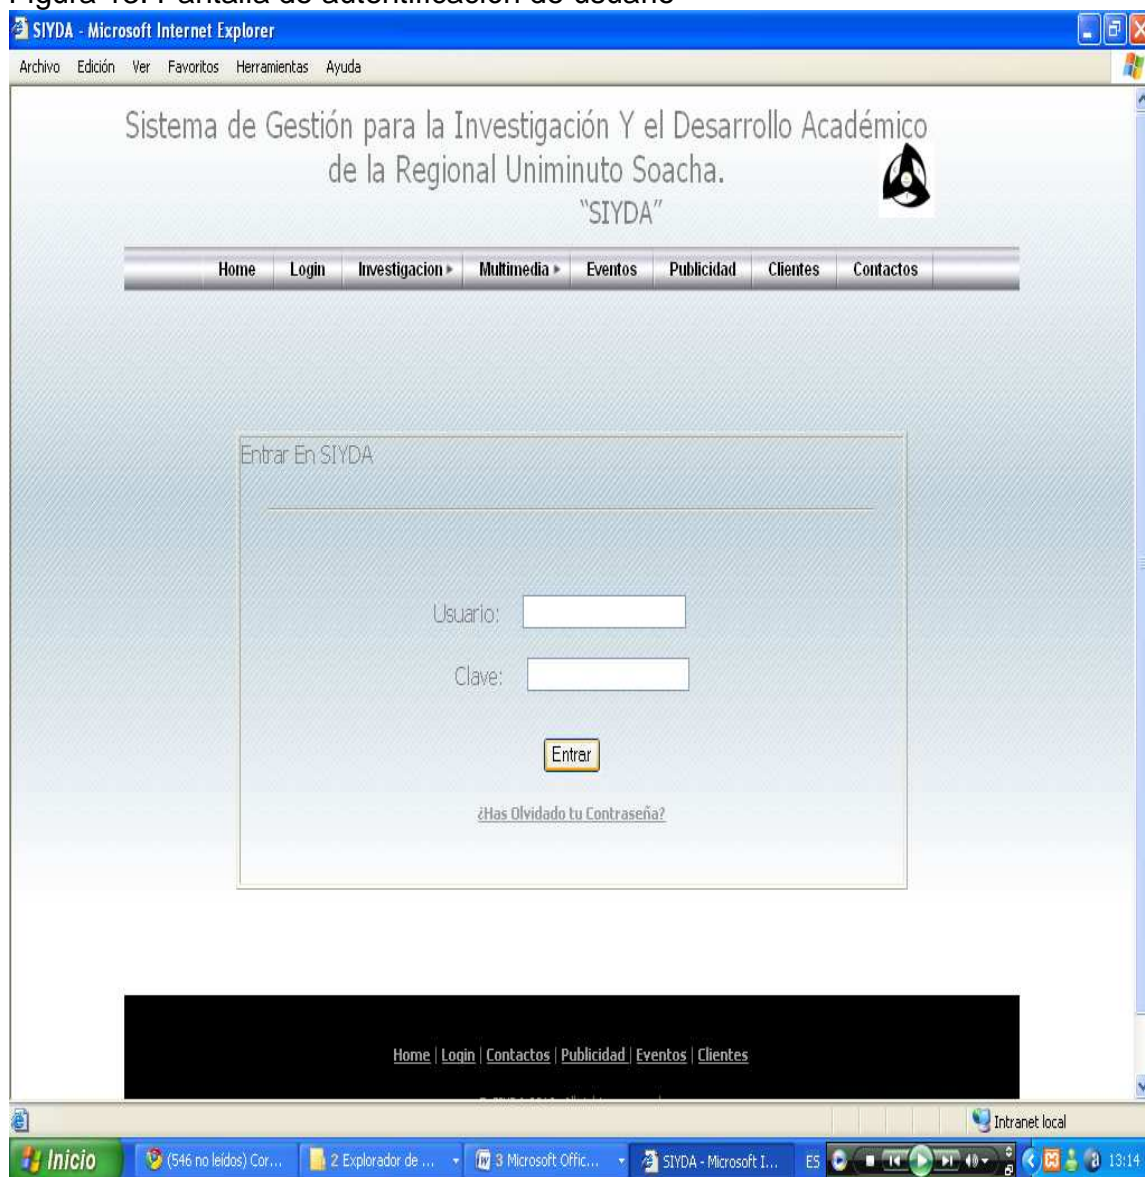 SIYDA - Microsoft Internet Explorer
Archivo Edición Ver Favoritos Herramientas Ayuda
Sistema de Gestión para la Investigación Y el Desarrollo Académico
de la Regional Uniminuto Soacha.
"SIYDA"
Home Login Investigacion Multimedia Eventos Publicidad Clientes Contactos
Entrar En SIYDA
Usuario:
Clave:
Entrar
¿Has Olvidado tu Contraseña?
Home | Login | Contactos | Publicidad | Eventos | Clientes
Intranet local
Inicio (546 no leídos) Cor... 2 Explorador de ... 3 Microsoft Offic... SIYDA - Microsoft I... ES 13:14